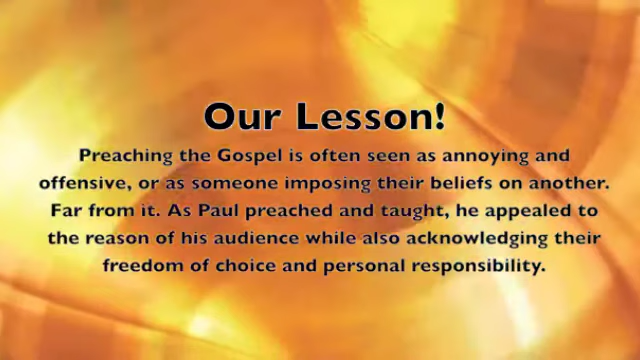 Our Lesson!
Preaching the Gospel is often seen as annoying and
offensive, or as someone imposing their beliefs on another.
Far from it. As Paul preached and taught, he appealed to
the reason of his audience while also acknowledging their
freedom of choice and personal responsibility.